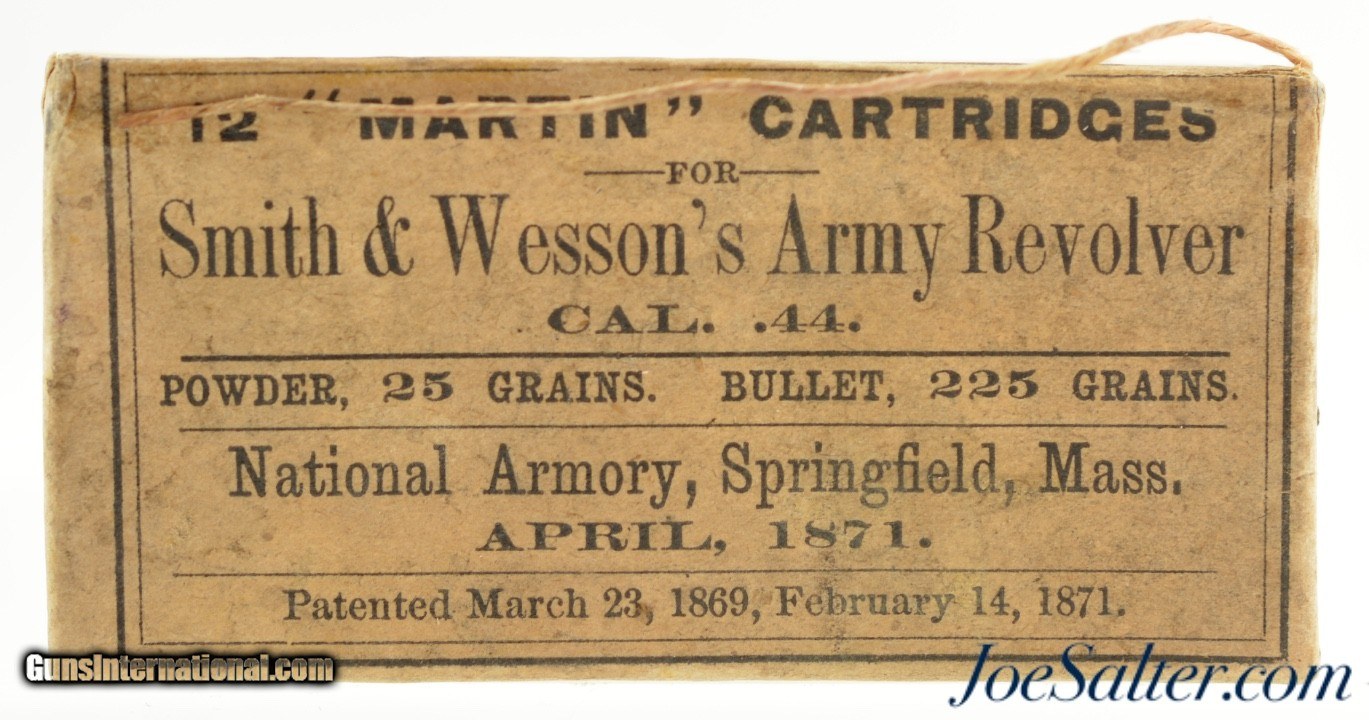 12 "MARTIN" CARTRIDGES
FOR
Smith & Wesson's Army Revolver
CAL. .44.
POWDER, 25 GRAINS. BULLET, 225 GRAINS.
National Armory, Springfield, Mass.
APRIL, 1871.
Patented March 23, 1869, February 14, 1871.
GunsInternational.com
JoeSalter.com